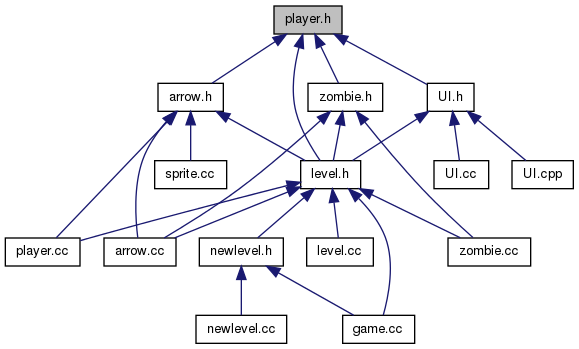 player.h
arrow.h
zombie.h
UI.h
sprite.cc
level.h
UI.cc
UI.cpp
player.cc
arrow.cc
newlevel.h
level.cc
zombie.cc
newlevel.cc
game.cc